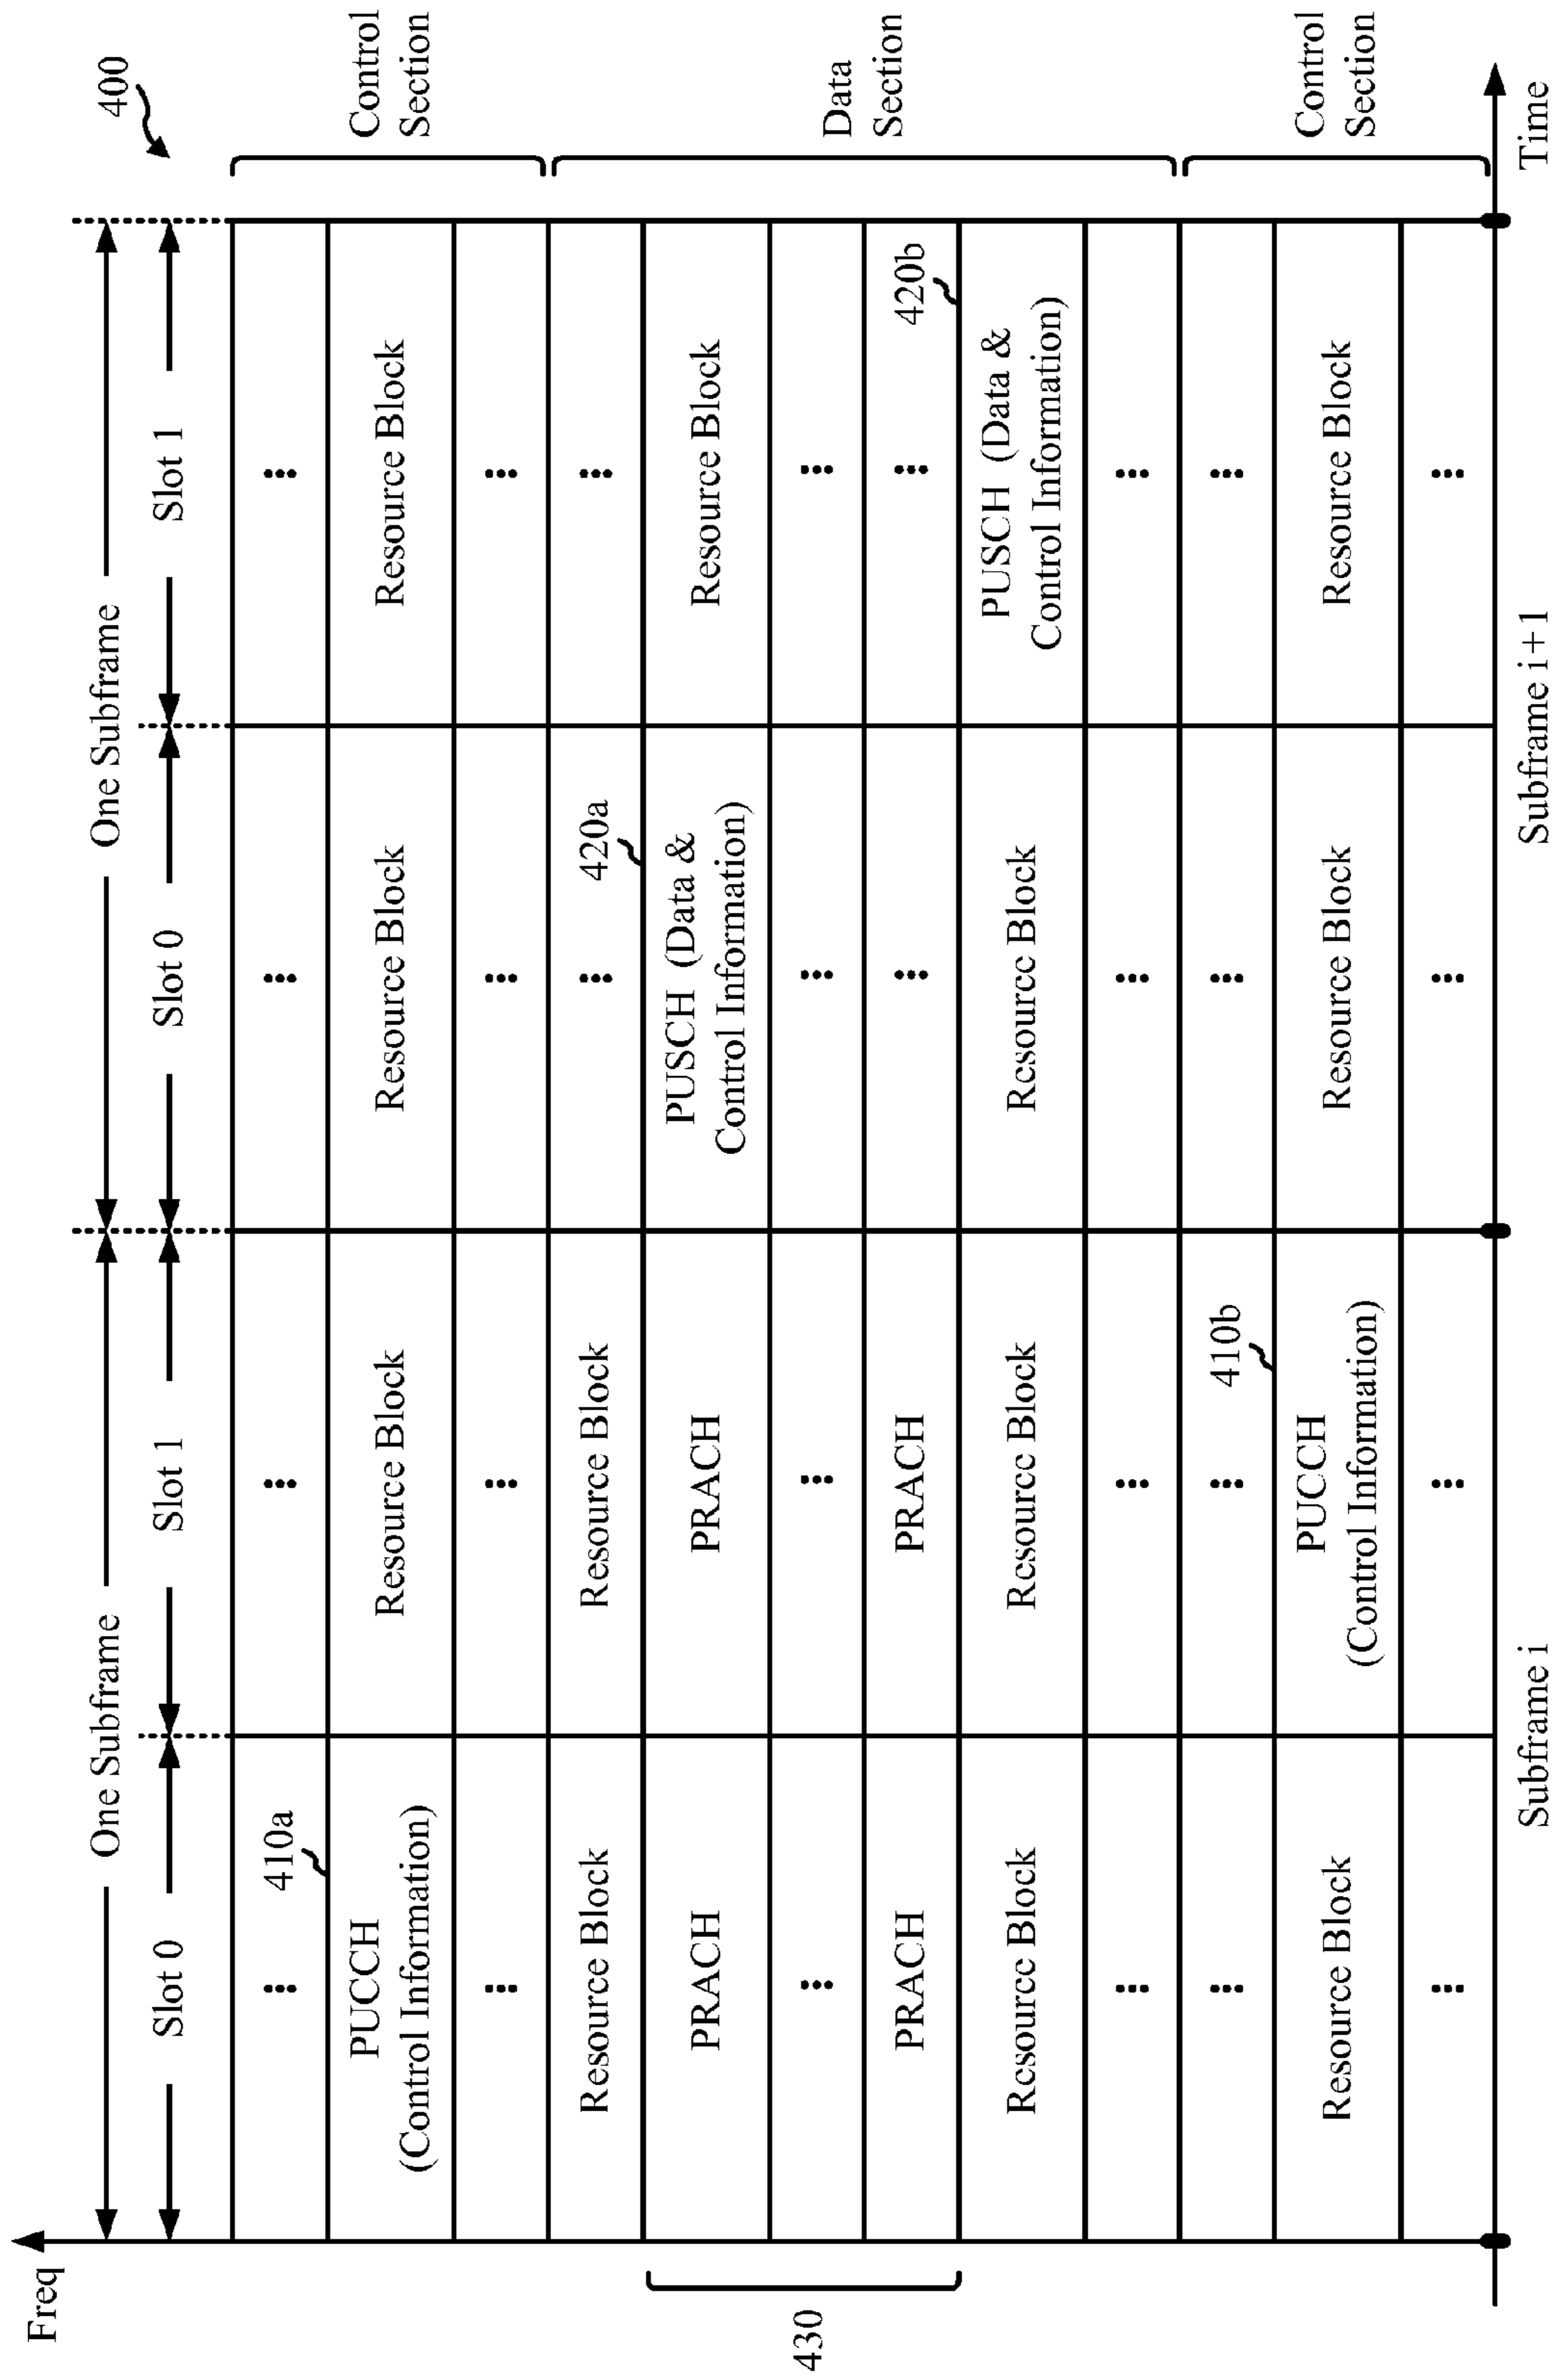 400
One Subframe
One Subframe
Slot 0
Slot 1
Slot 0
Slot 1
Freq
410a
PUCCH
(Control Information)
Resource Block
Resource Block
Resource Block
Control
Section
Resource Block
Resource Block
420a
PRACH
PRACH
PUSCH (Data &
Control Information)
Resource Block
430
Data
Section
PRACH
PRACH
420b
Resource Block
Resource Block
Resource Block
PUSCH (Data &
Control Information)
410b
Resource Block
PUCCH
(Control Information)
Resource Block
Resource Block
Control
Section
Subframe i
Subframe i+1
Time